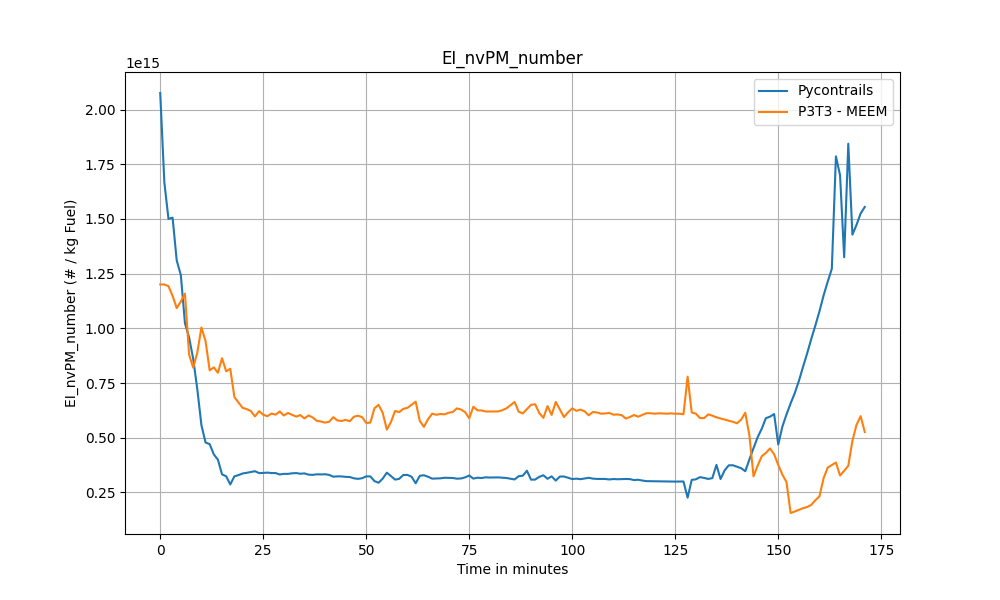 EI_nvPM_number
1e15
Pycontrails
P3T3 - MEEM
2.00
1.75
1.50
1.25
1.00
0.75
0.50
0.25
EI_nvPM_number (# / kg Fuel)
0 25 50 75 100 125 150 175
Time in minutes